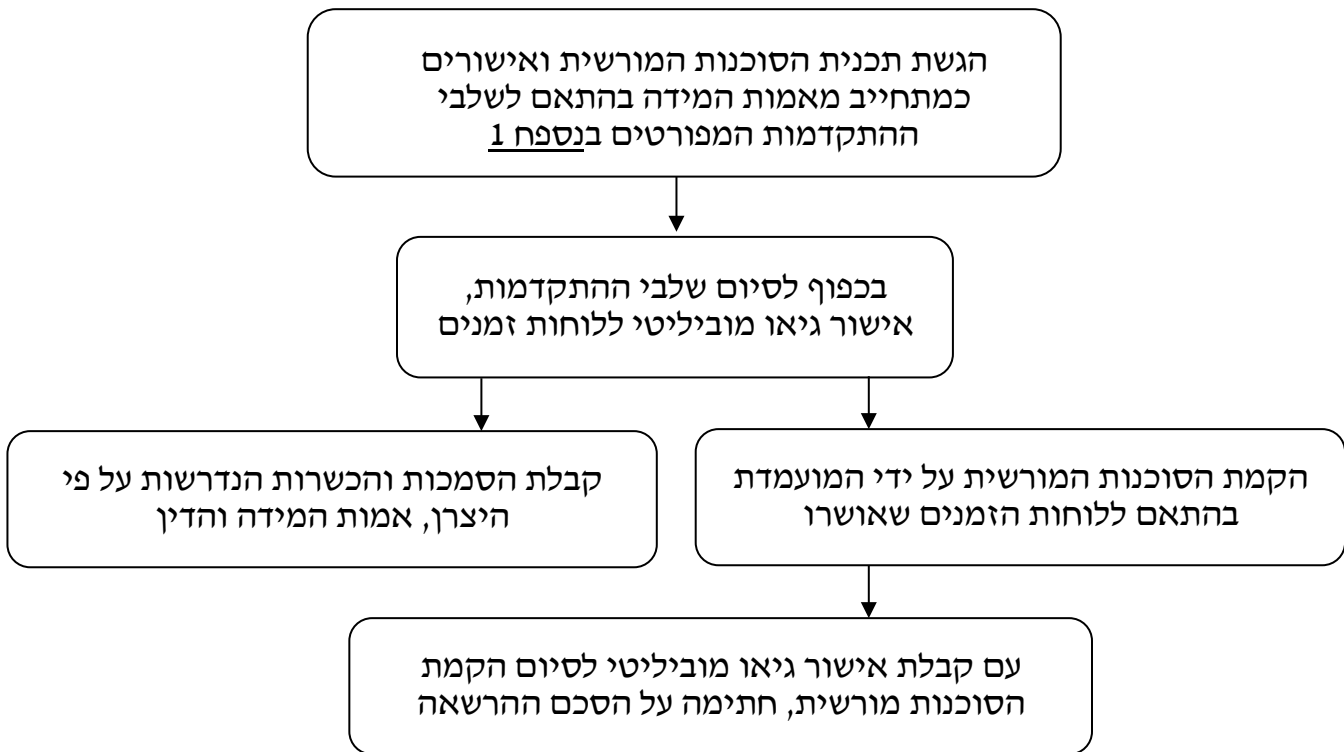 הגשת תכנית הסוכנות המורשית ואישורים
כמתחייב מאמות המידה בהתאם לשלבי
ההתקדמות המפורטים בנספח 1
בכפוף לסיום שלבי ההתקדמות,
אישור גיאו מוביליטי ללוחות זמנים
הקמת הסוכנות המורשית על ידי המועמדת
בהתאם ללוחות הזמנים שאושרו
קבלת הסמכות והכשרות הנדרשות על פי
היצרן, אמות המידה והדין
עם קבלת אישור גיאו מוביליטי לסיום הקמת
הסוכנות מורשית, חתימה על הסכם ההרשאה